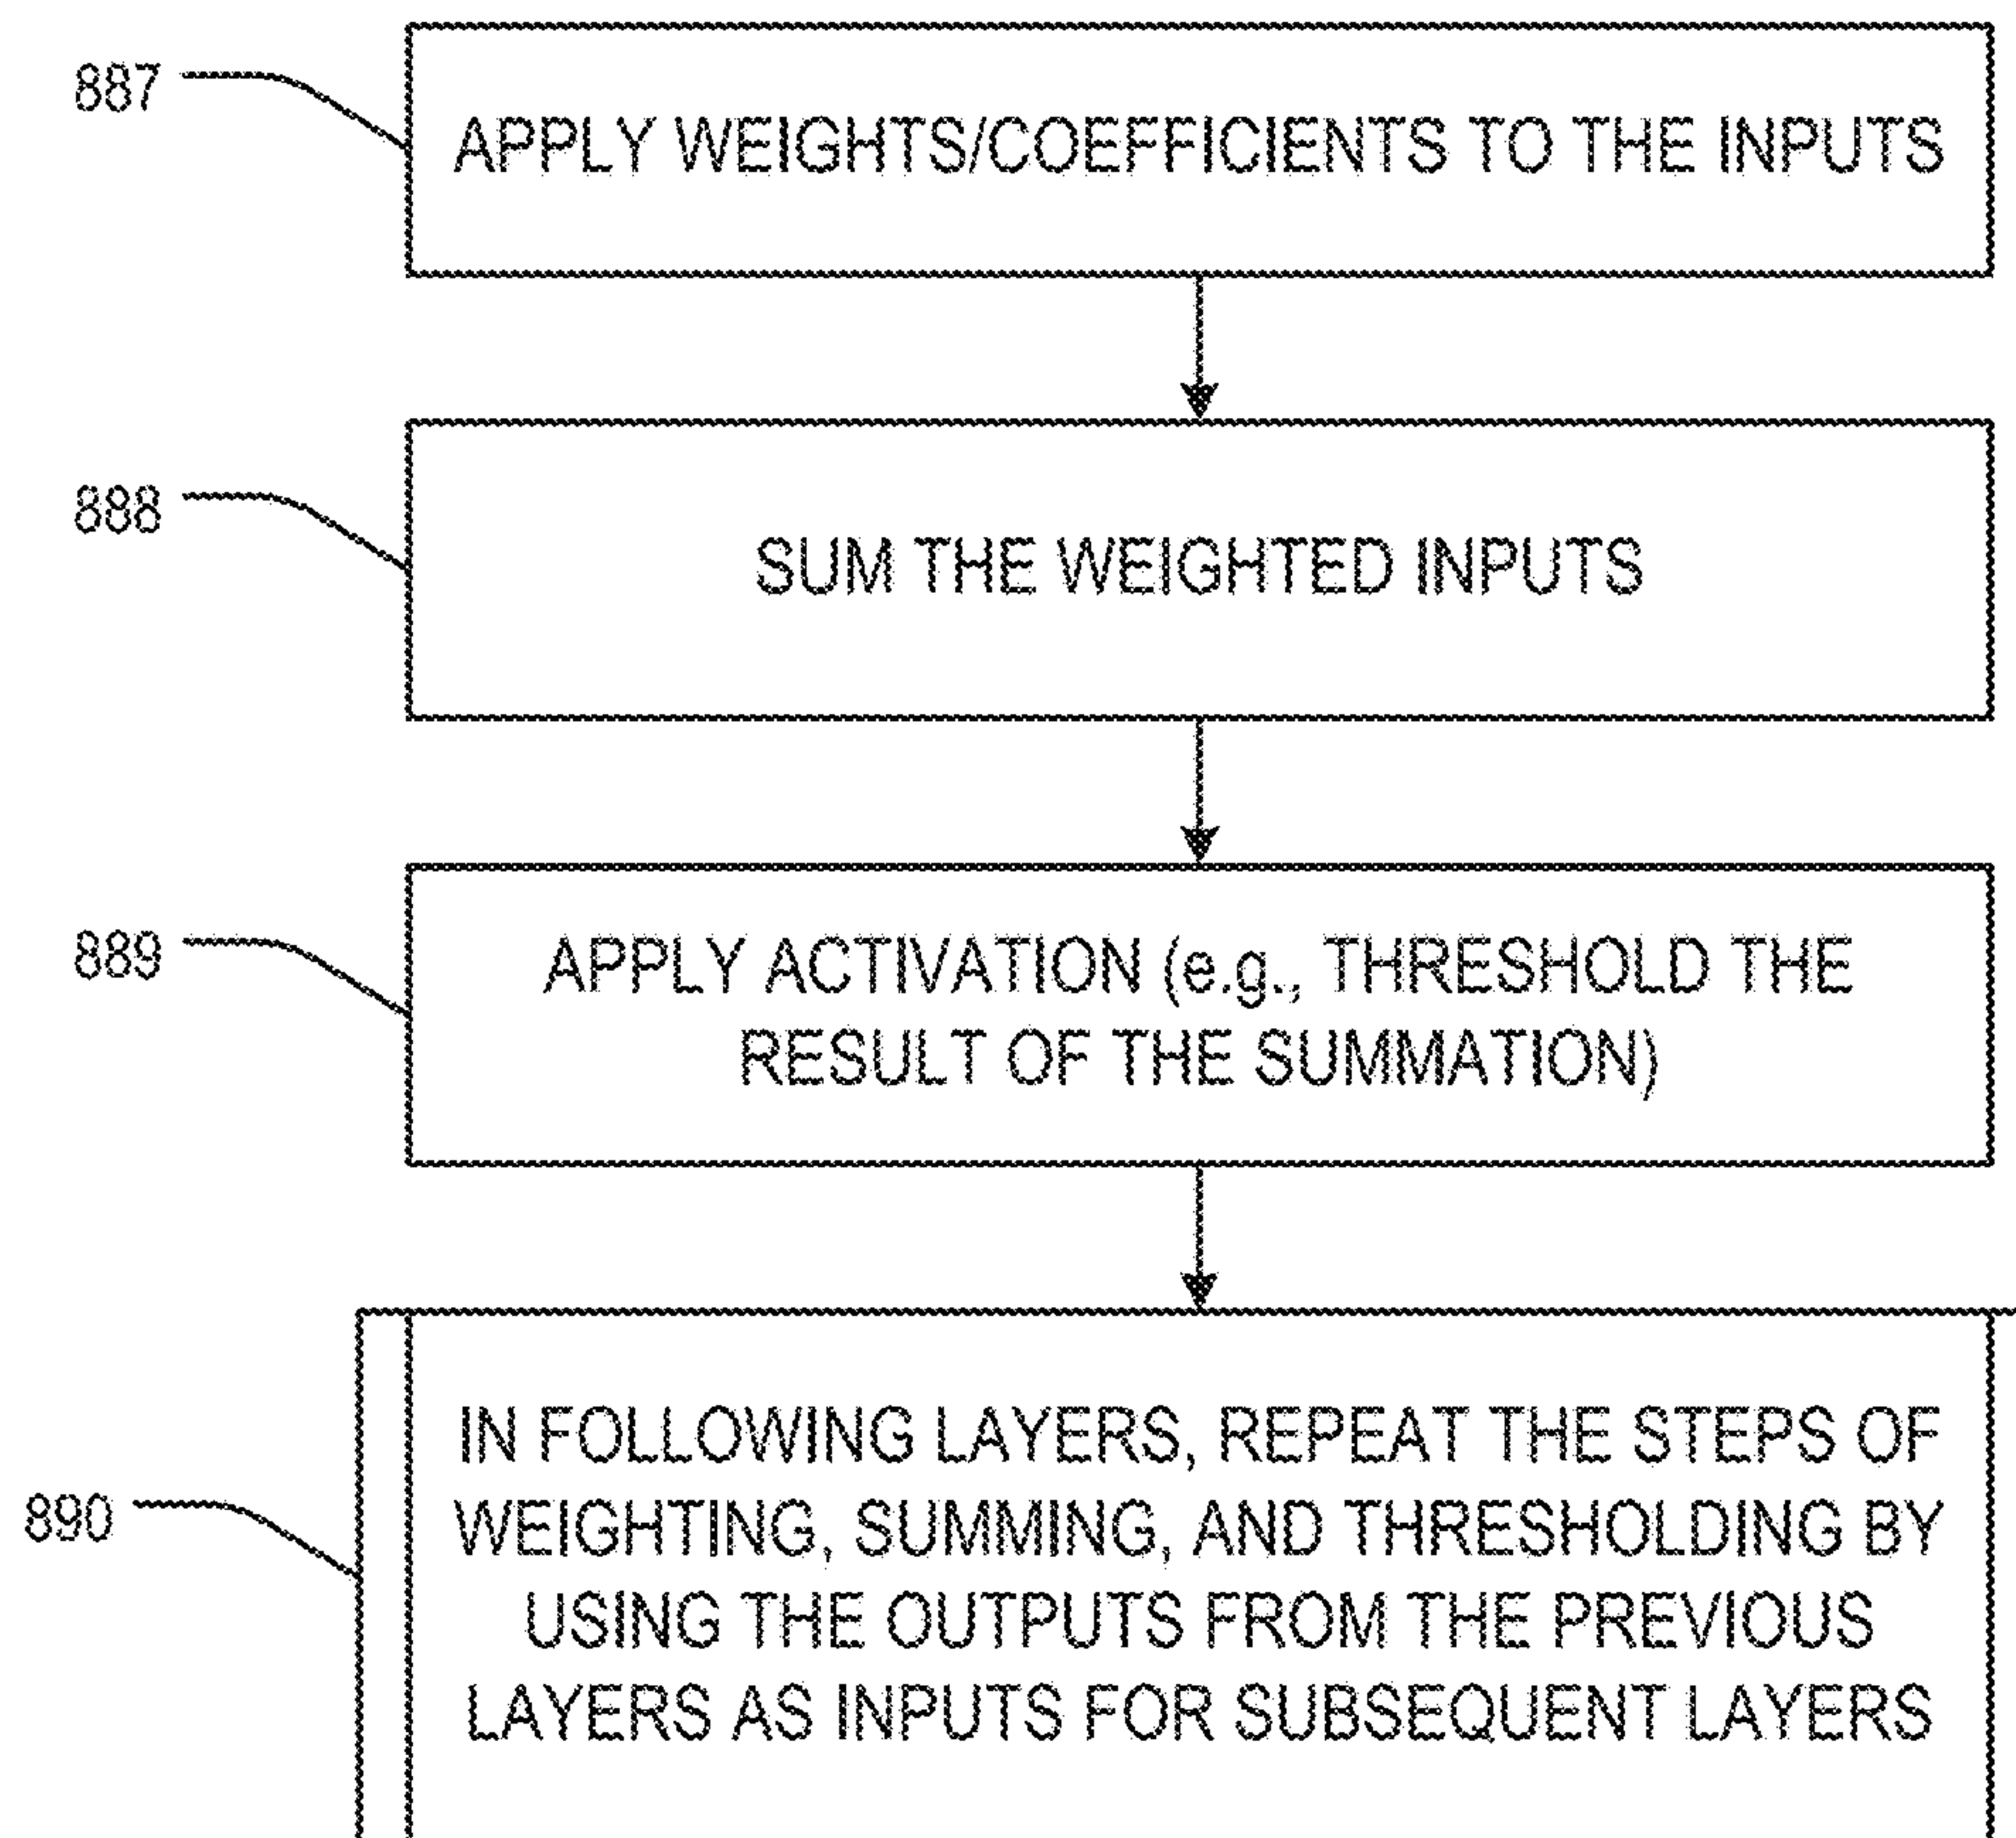 887
APPLY WEIGHTS/COEFFICIENTS TO THE INPUTS
888
SUM THE WEIGHTED INPUTS
889
APPLY ACTIVATION (e.g., THRESHOLD THE
RESULT OF THE SUMMATION)
890
IN FOLLOWING LAYERS, REPEAT THE STEPS OF
WEIGHTING, SUMMING, AND THRESHOLDING BY
USING THE OUTPUTS FROM THE PREVIOUS
LAYERS AS INPUTS FOR SUBSEQUENT LAYERS